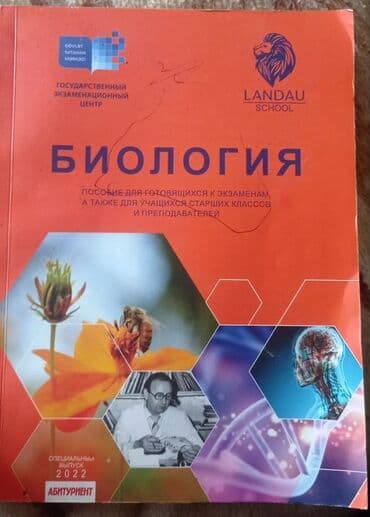 DÖVLƏT
İMTAHAN
MƏRKƏZİ
ГОСУДАРСТВЕННЫЙ
ЭКЗАМЕНАЦИОННЫЙ
ЦЕНТР
LANDAU
SCHOOL
БИОЛОГИЯ
ПОСОБИЕ ДЛЯ ГОТОВЯЩИХСЯ К ЭКЗАМЕНАМ,
А ТАКЖЕ ДЛЯ УЧАЩИХСЯ СТАРШИХ КЛАССОВ
И ПРЕПОДАВАТЕЛЕЙ
СПЕЦИАЛЬНЫЙ
ВЫПУСК
2022
АБИТУРИЕНТ